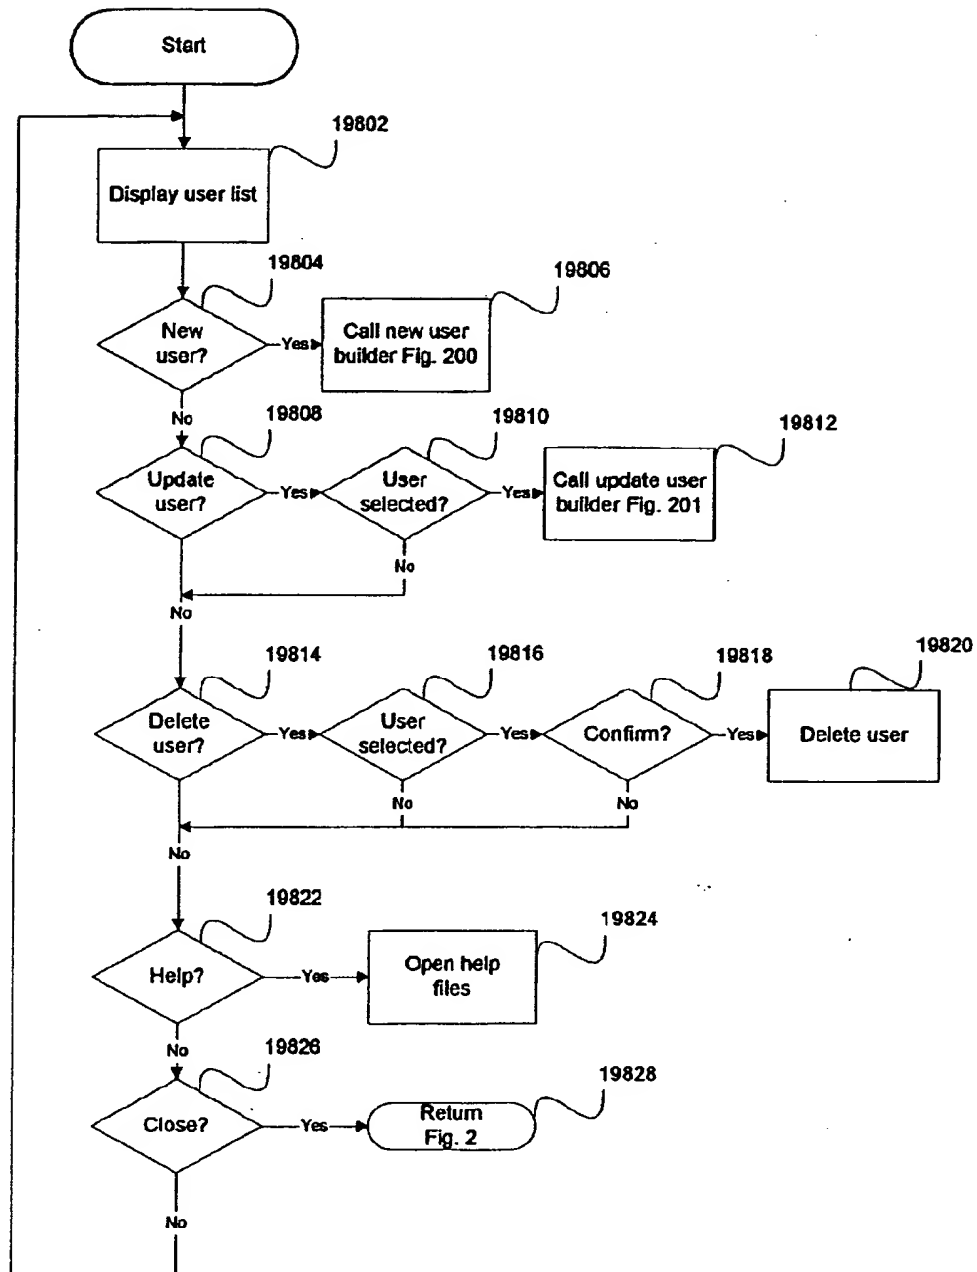 Start
19802
Display user list
19804
19806
New
user?
Yes
Call new user
builder Fig. 200
No
19808
19810
19812
Update
user?
Yes
User
selected?
Yes
Call update user
builder Fig. 201
No
No
19814
19816
19818
19820
Delete
user?
Yes
User
selected?
Yes
Confirm?
Yes
Delete user
No
No
No
19822
19824
Help?
Yes
Open help
files
No
19826
19828
Close?
Yes
Return
Fig. 2
No